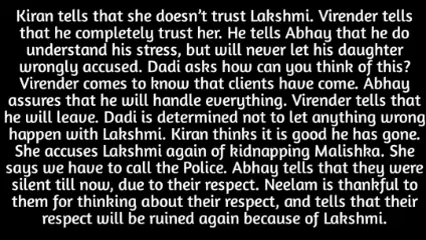 Kiran tells that she doesn't trust Lakshmi. Virender tells
that he completely trust her. He tells Abhay that he do
understand his stress, but will never let his daughter
wrongly accused. Dadi asks how can you think of this?
Virender comes to know that clients have come. Abhay
assures that he will handle everything. Virender tells that
he will leave. Dadi is determined not to let anything wrong
happen with Lakshmi. Kiran thinks it is good he has gone.
She accuses Lakshmi again of kidnapping Malishka. She
says we have to call the Police. Abhay tells that they were
silent till now, due to their respect. Neelam is thankful to
them for thinking about their respect, and tells that their
respect will be ruined again because of Lakshmi.